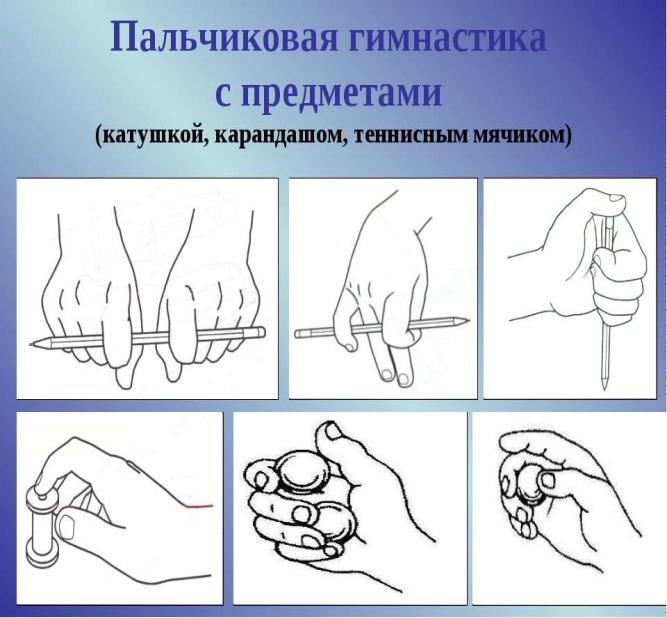 Пальчиковая гимнастика
с предметами
(катушкой, карандашом, теннисным мячиком)